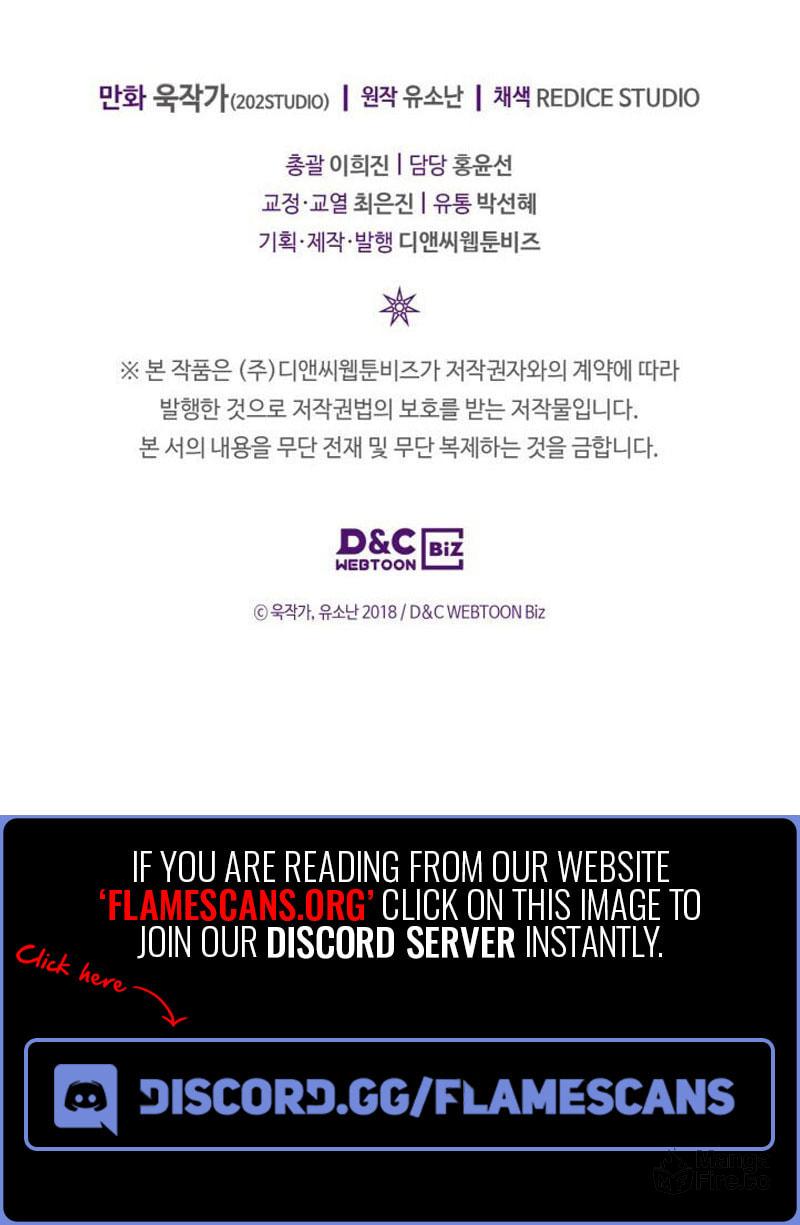 만화 욱작가(202STUDIO) | 원작 유소난 | 채색 REDICE STUDIO
총괄 이희진 | 담당 홍윤선
교정·교열 최은진 | 유통 박선혜
기획·제작·발행 디앤씨웹툰비즈
※ 본 작품은 (주)디앤씨웹툰비즈가 저작권자와의 계약에 따라
발행한 것으로 저작권법의 보호를 받는 저작물입니다.
본 서의 내용을 무단 전재 및 무단 복제하는 것을 금합니다.
D&C BiZ
WEBTOON
ⓒ 욱작가, 유소난 2018 / D&C WEBTOON Biz
IF YOU ARE READING FROM OUR WEBSITE
‘FLAMESCANS.ORG’ CLICK ON THIS IMAGE TO
JOIN OUR DISCORD SERVER INSTANTLY.
Click here
DISCORD.GG/FLAMESCANS
Manga
Fire.to